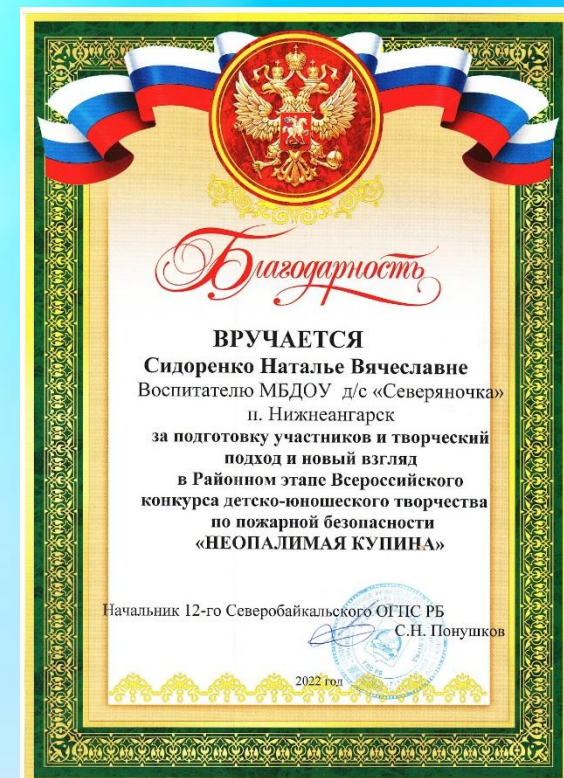 Благодарность
ВРУЧАЕТСЯ
Сидоренко Наталье Вячеславне
Воспитателю МБДОУ д/с «Северяночка»
п. Нижнеангарск
за подготовку участников и творческий
подход и новый взгляд
в Районном этапе Всероссийского
конкурса детско-юношеского творчества
по пожарной безопасности
«НЕОПАЛИМАЯ КУПИНА»
Начальник 12-го Северобайкальского ОГПС РБ
С.Н. Понушков
2022 год